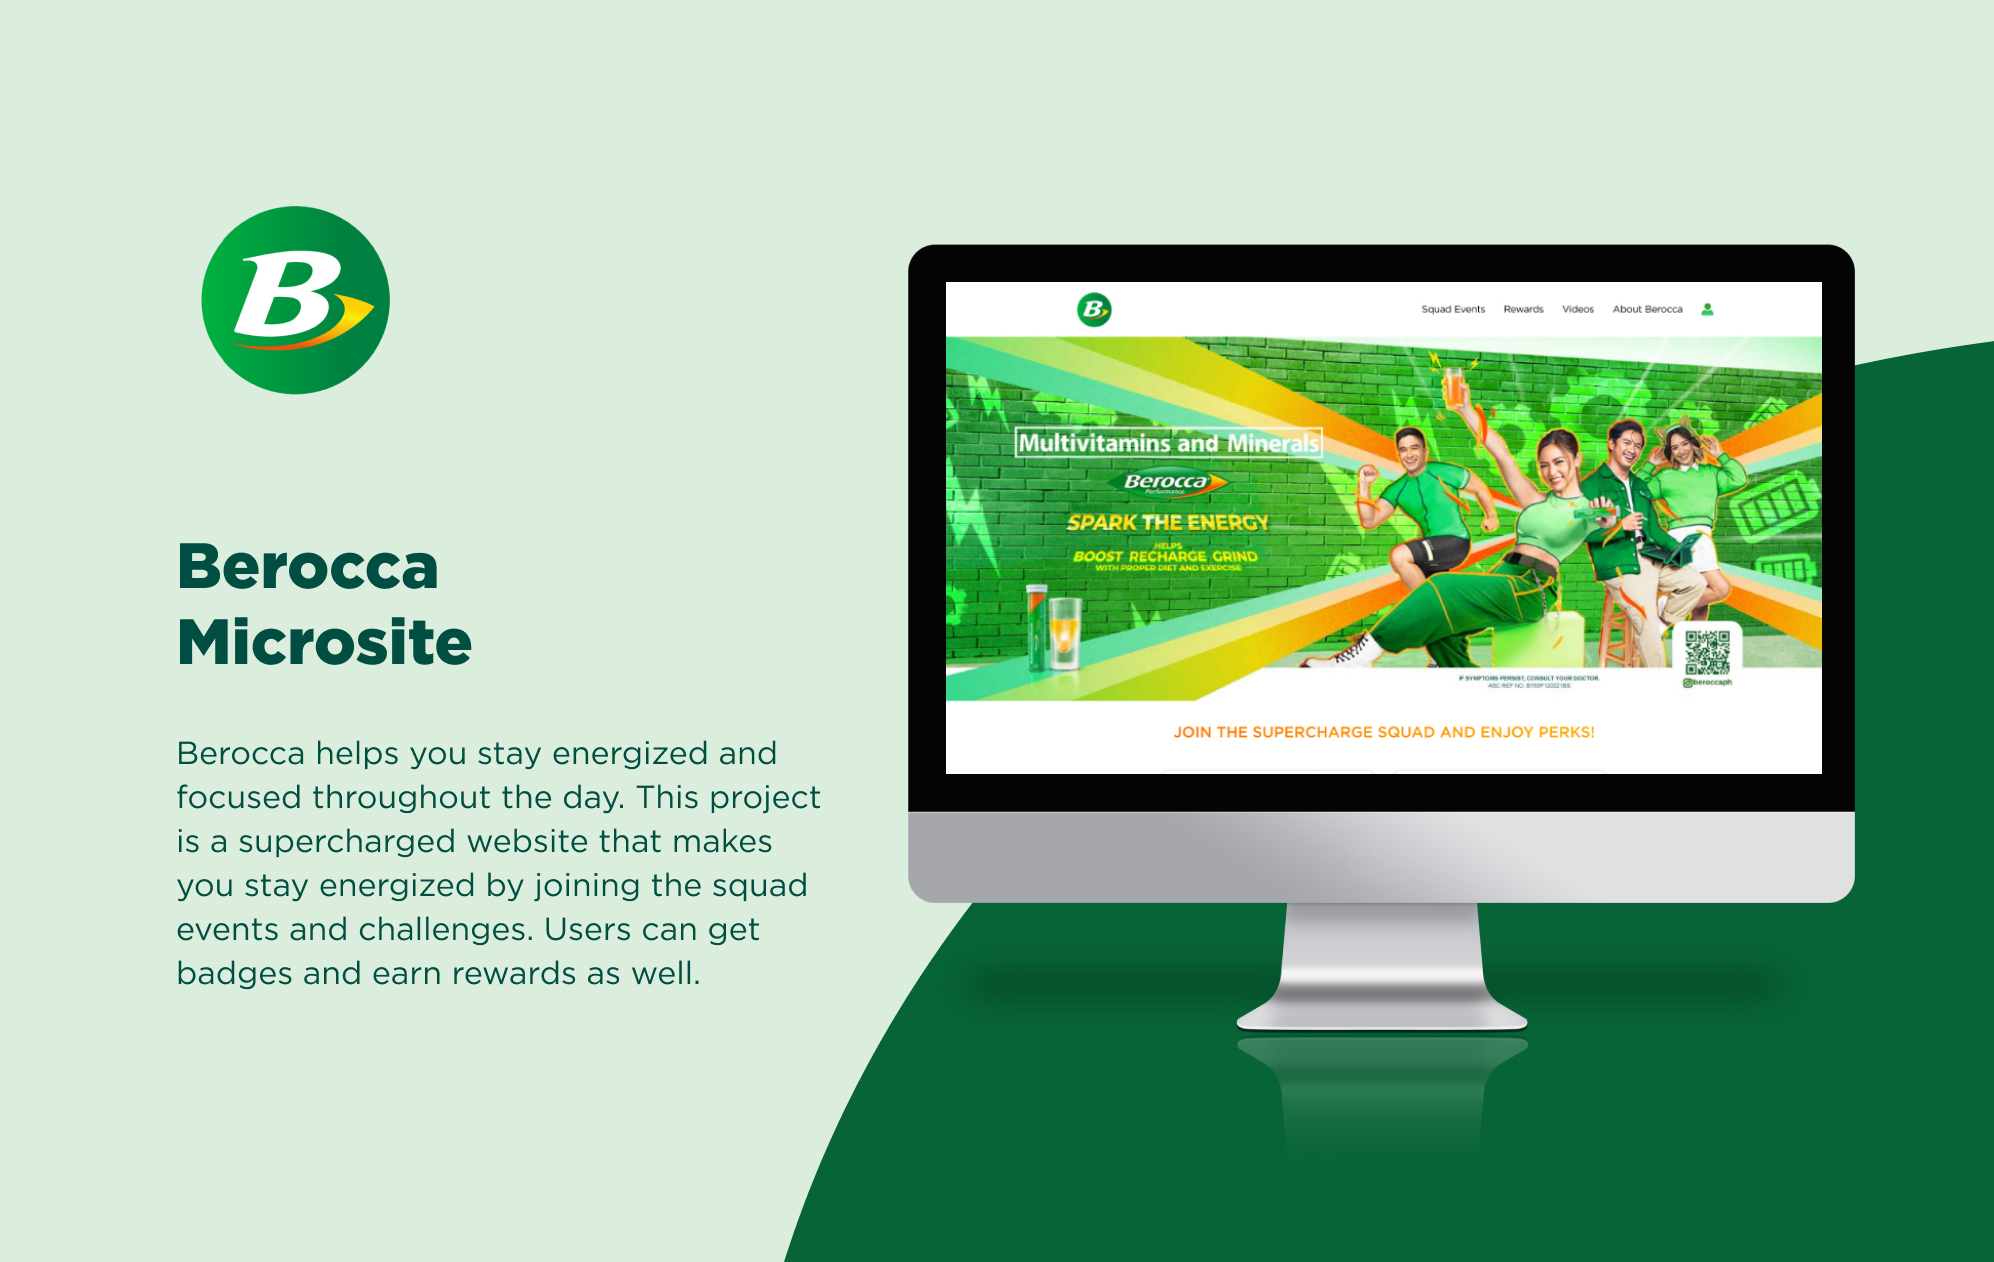 B
Berocca
Microsite
Berocca helps you stay energized and
focused throughout the day. This project
is a supercharged website that makes
you stay energized by joining the squad
events and challenges. Users can get
badges and earn rewards as well.
B
Squad Events Rewards Videos About Berocca
Multivitamins and Minerals
Berocca
Performance
SPARK THE ENERGY
HELPS
BOOST RECHARGE GRIND
WITH PROPER DIET AND EXERCISE
IF SYMPTOMS PERSIST, CONSULT YOUR DOCTOR.
ASC REF NO.
beroccaph
JOIN THE SUPERCHARGE SQUAD AND ENJOY PERKS!